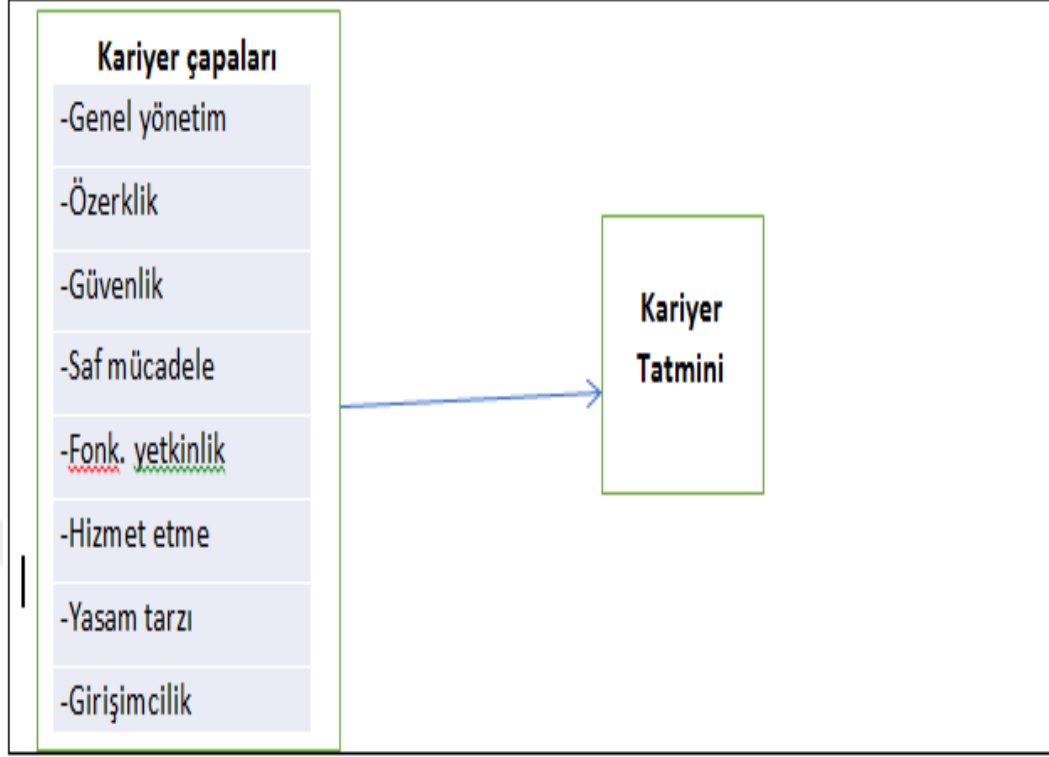 Kariyer çapaları
-Genel yönetim
-Özerklik
-Güvenlik
-Saf mücadele
-Fonk. yetkinlik
-Hizmet etme
-Yasam tarzı
-Girişimcilik
Kariyer
Tatmini